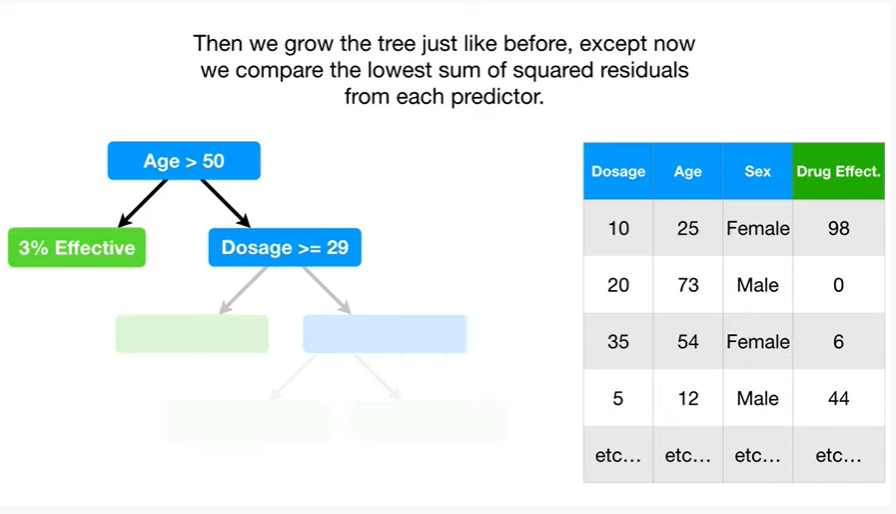 Then we grow the tree just like before, except now
we compare the lowest sum of squared residuals
from each predictor.
Age > 50
3% Effective
Dosage >= 29
Dosage Age Sex Drug Effect.
10 25 Female 98
20 73 Male 0
35 54 Female 6
5 12 Male 44
etc... etc... etc... etc...